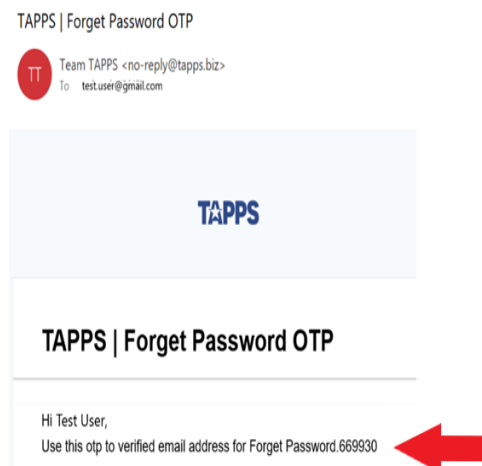 TAPPS | Forget Password OTP
TT
Team TAPPS <no-reply@tapps.biz>
To test.user@gmail.com
TAPPS
TAPPS | Forget Password OTP
Hi Test User,
Use this otp to verified email address for Forget Password.669930